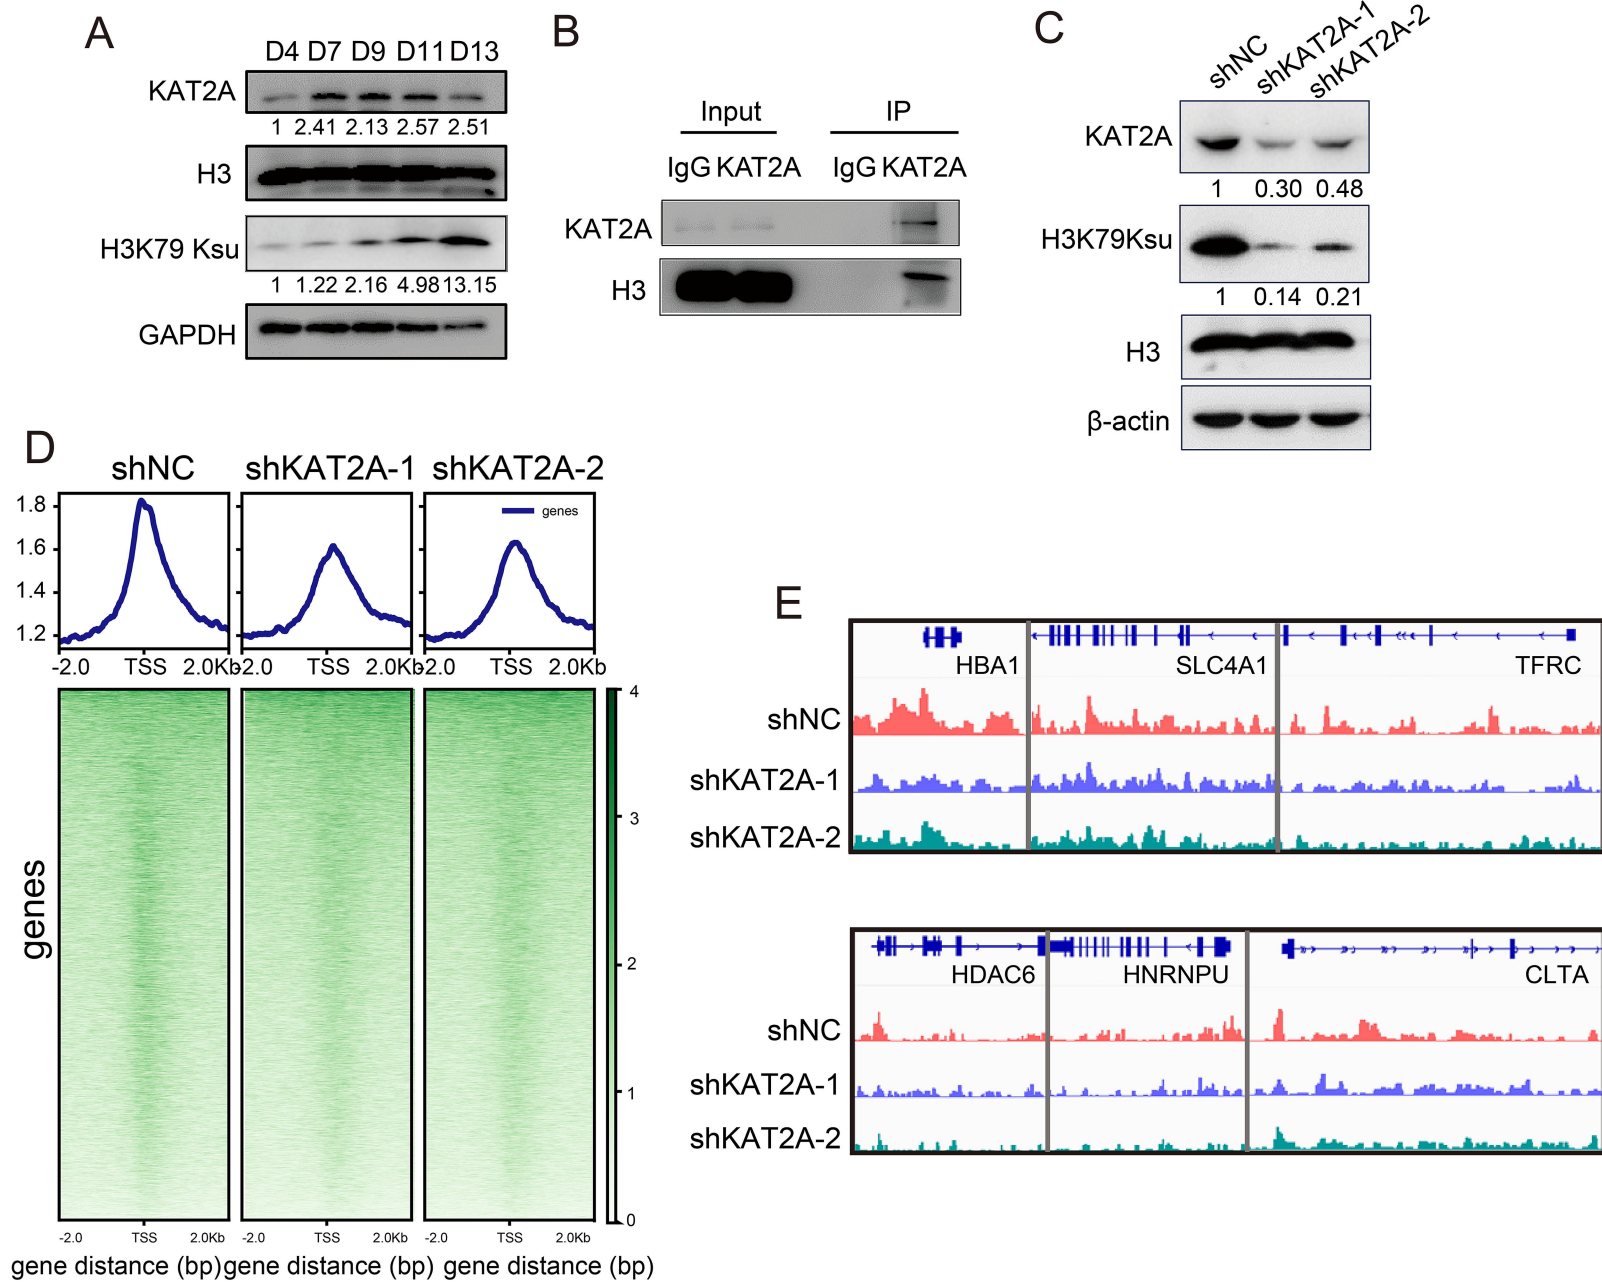 A
D4 D7 D9 D11 D13
KAT2A
1 2.41 2.13 2.57 2.51
H3
H3K79 Ksu
1 1.22 2.16 4.98 13.15
GAPDH
B
Input IP
IgG KAT2A IgG KAT2A
KAT2A
H3
C
shNC shKAT2A-1 shKAT2A-2
KAT2A
1 0.30 0.48
H3K79Ksu
1 0.14 0.21
H3
β-actin
D
shNC shKAT2A-1 shKAT2A-2
1.8
1.6
1.4
1.2
genes
-2.0 TSS 2.0Kb -2.0 TSS 2.0Kb -2.0 TSS 2.0Kb
genes
4
3
2
1
0
-2.0 TSS 2.0Kb -2.0 TSS 2.0Kb -2.0 TSS 2.0Kb
gene distance (bp) gene distance (bp) gene distance (bp)
E
HBA1 SLC4A1 TFRC
shNC
shKAT2A-1
shKAT2A-2
HDAC6 HNRNPU CLTA
shNC
shKAT2A-1
shKAT2A-2